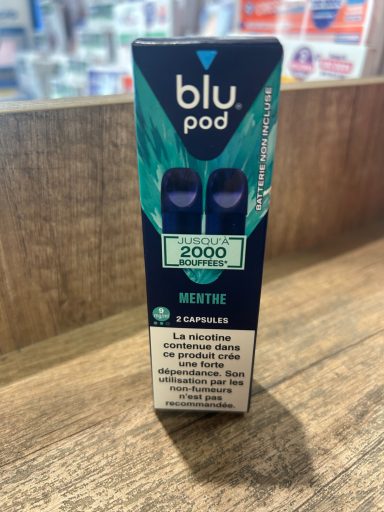 blu
pod
BATTERIE NON INCLUSE
JUSQU'À
2000
BOUFFÉES*
MENTHE
9
mg/ml
2 CAPSULES
La nicotine
contenue dans
ce produit crée
une forte
dépendance. Son
utilisation par les
non-fumeurs
n'est pas
recommandée.